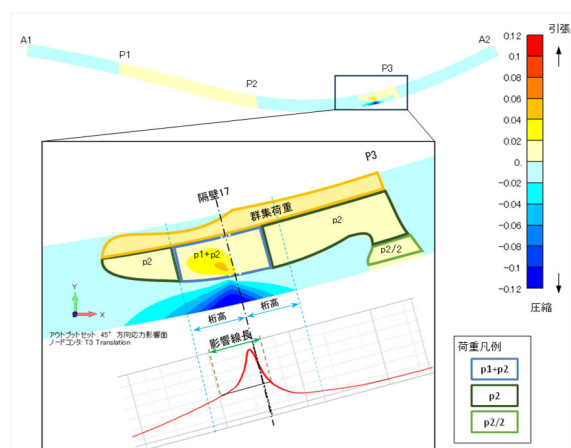 A1
P1
P2
P3
A2
0.12
0.1
0.08
0.06
0.04
0.02
0.
-0.02
-0.04
-0.06
-0.08
-0.1
-0.12
引張
圧縮
P3
隔壁17
群集荷重
p2
p1+p2
p2
p2/2
桁高
桁高
Y
X
アウトプットセット: 45° 方向応力影響面
ノードコンタ: T3 Translation
影響線長
荷重凡例
p1+p2
p2
p2/2